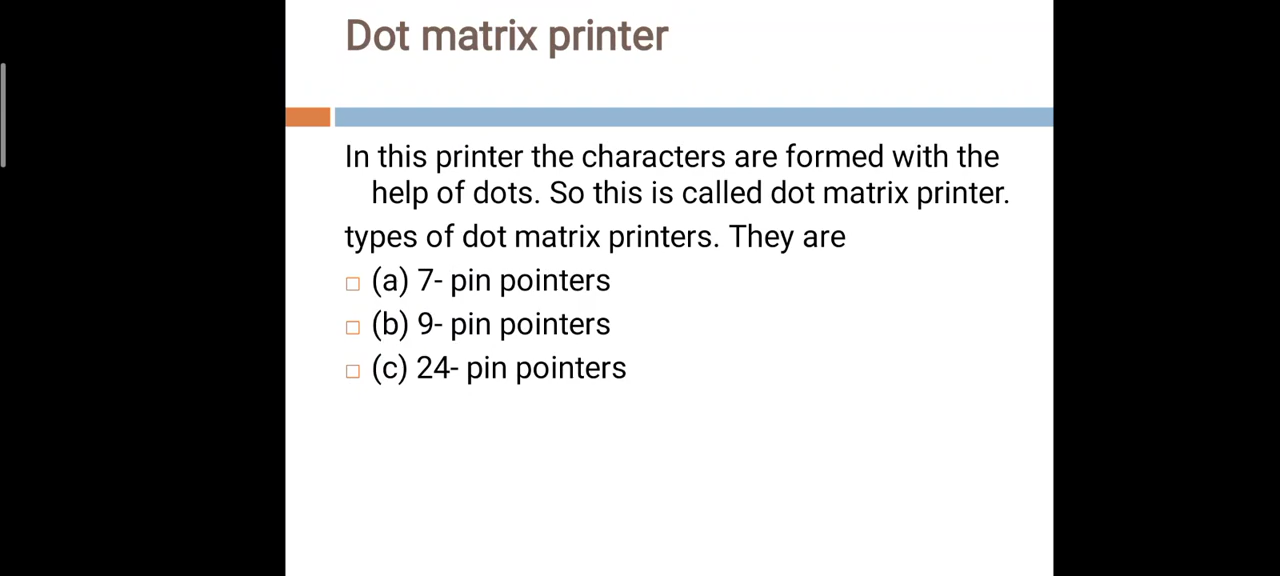 Dot matrix printer
In this printer the characters are formed with the
help of dots. So this is called dot matrix printer.
types of dot matrix printers. They are
(a) 7- pin pointers
(b) 9- pin pointers
(c) 24- pin pointers